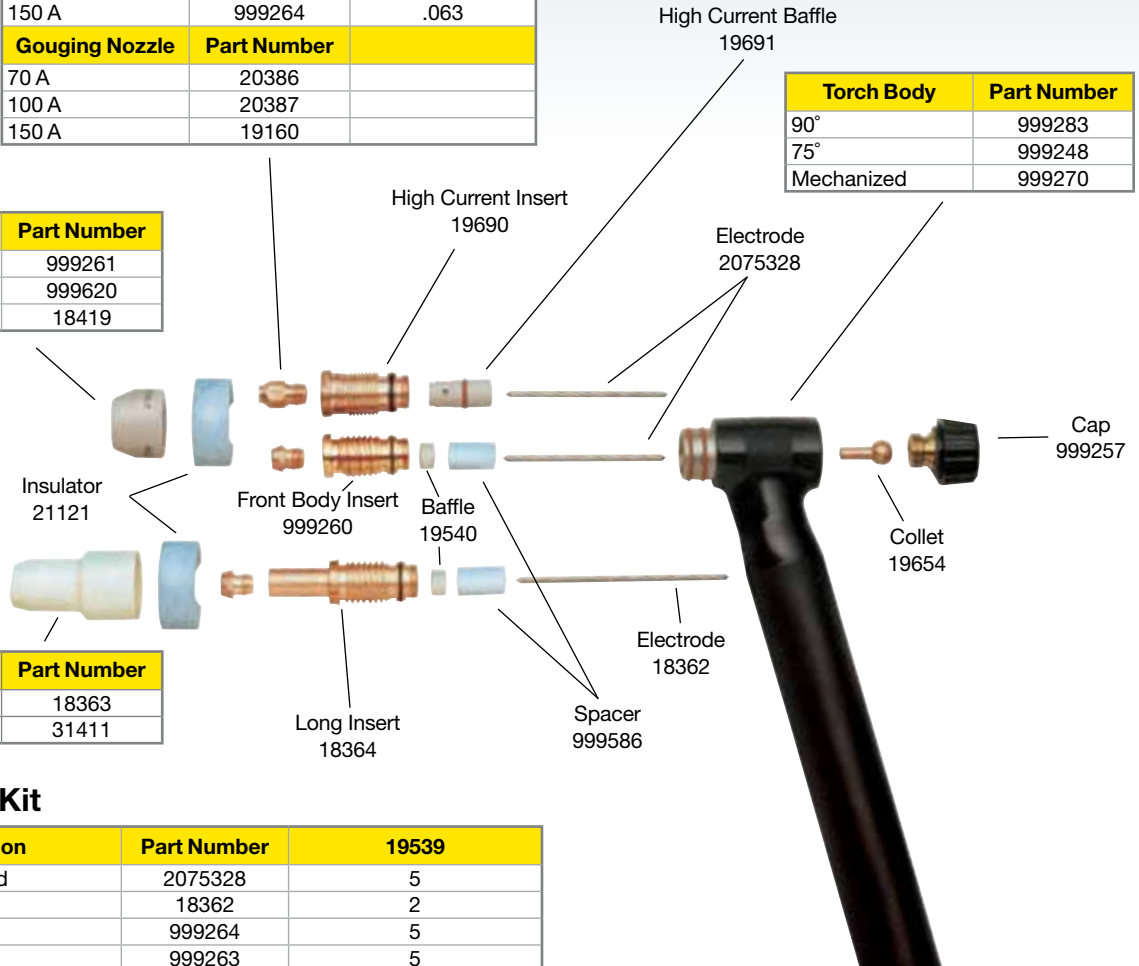 150 A 999264 .063
Gouging Nozzle Part Number
70 A 20386
100 A 20387
150 A 19160
High Current Baffle
19691
Torch Body Part Number
90° 999283
75° 999248
Mechanized 999270
High Current Insert
19690
Electrode
2075328
Part Number
999261
999620
18419
Cap
999257
Insulator
21121
Front Body Insert
999260
Baffle
19540
Collet
19654
Electrode
18362
Part Number
18363
31411
Long Insert
18364
Spacer
999586
Kit
on Part Number 19539
d 2075328 5
18362 2
999264 5
999263 5